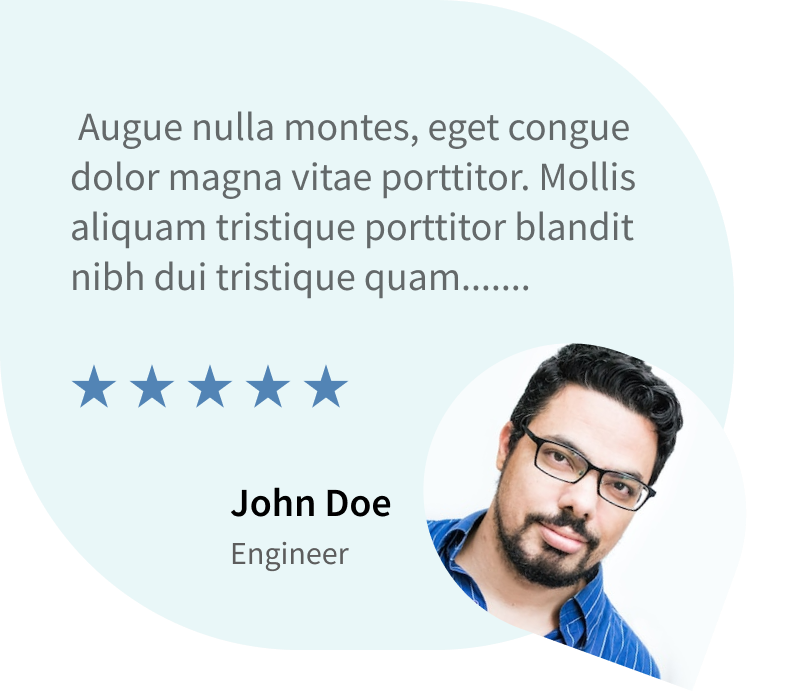 Augue nulla montes, eget congue
dolor magna vitae porttitor. Mollis
aliquam tristique porttitor blandit
nibh dui tristique quam.......
John Doe
Engineer